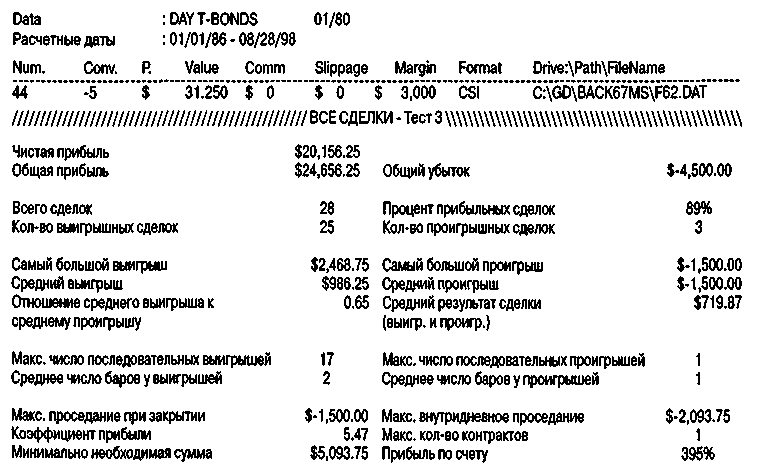 Data : DAY T-BONDS 01/80
Расчетные даты : 01/01/86 - 08/28/98
Num. Conv. P. Value Comm Slippage Margin Format Drive:\Path\FileName
44 -5 $ 31.250 $ 0 $ 0 $ 3,000 CSI C:\GD\BACK67MS\F62.DAT
////////////////////////////////////////////// ВСЕ СДЕЛКИ - Тест 3 \\\\\\\\\\\\\\\\\\\\\\\\\\\\\\\\\\\\\\\\\\\\\\
Чистая прибыль $20,156.25
Общая прибыль $24,656.25 Общий убыток $-4,500.00
Всего сделок 28 Процент прибыльных сделок 89%
Кол-во выигрышных сделок 25 Кол-во проигрышных сделок 3
Самый большой выигрыш $2,468.75 Самый большой проигрыш $-1,500.00
Средний выигрыш $986.25 Средний проигрыш $-1,500.00
Отношение среднего выигрыша к 0.65 Средний результат сделки $719.87
среднему проигрышу (выигр. и проигр.)
Макс. число последовательных выигрышей 17 Макс. число последовательных проигрышей 1
Среднее число баров у выигрышей 2 Среднее число баров у проигрышей 1
Макс. проседание при закрытии $-1,500.00 Макс. внутридневное проседание $-2,093.75
Коэффициент прибыли 5.47 Макс. кол-во контрактов 1
Минимально необходимая сумма $5,093.75 Прибыль по счету 395%